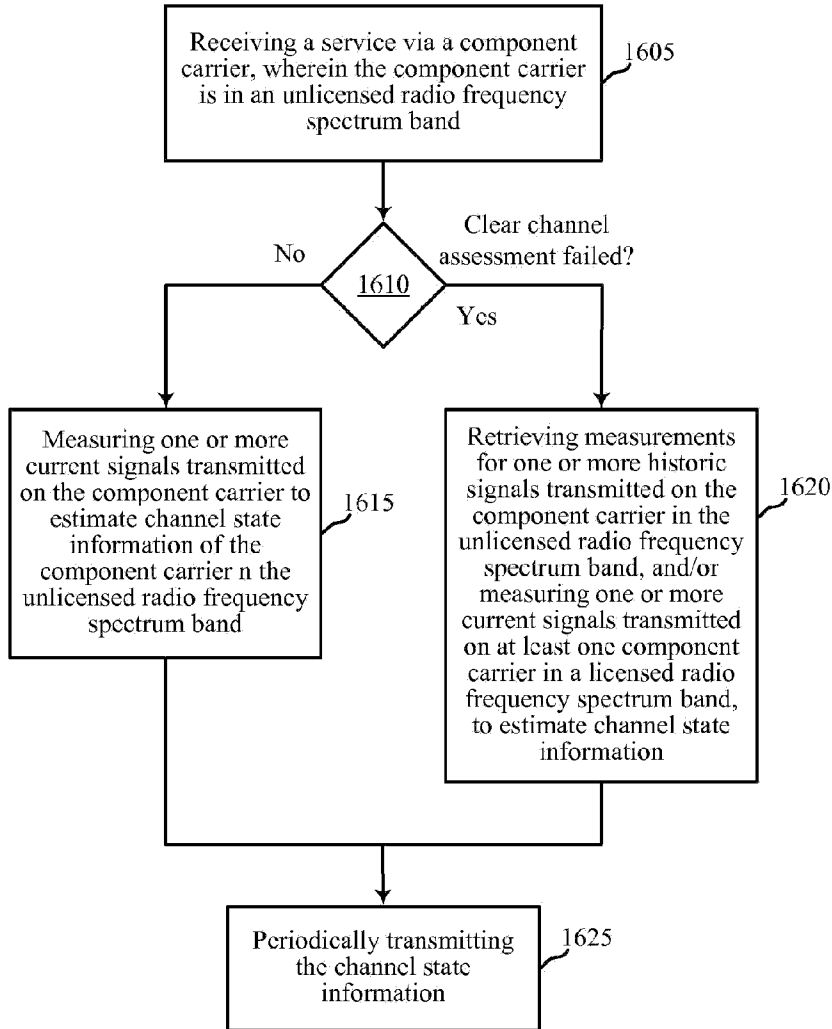 Receiving a service via a component
carrier, wherein the component carrier
is in an unlicensed radio frequency
spectrum band
1605
Clear channel
assessment failed?
No
1610
Yes
Measuring one or more
current signals transmitted
on the component carrier to
estimate channel state
information of the
component carrier n the
unlicensed radio frequency
spectrum band
1615
Retrieving measurements
for one or more historic
signals transmitted on the
component carrier in the
unlicensed radio frequency
spectrum band, and/or
measuring one or more
current signals transmitted
on at least one component
carrier in a licensed radio
frequency spectrum band,
to estimate channel state
information
1620
Periodically transmitting
the channel state
information
1625